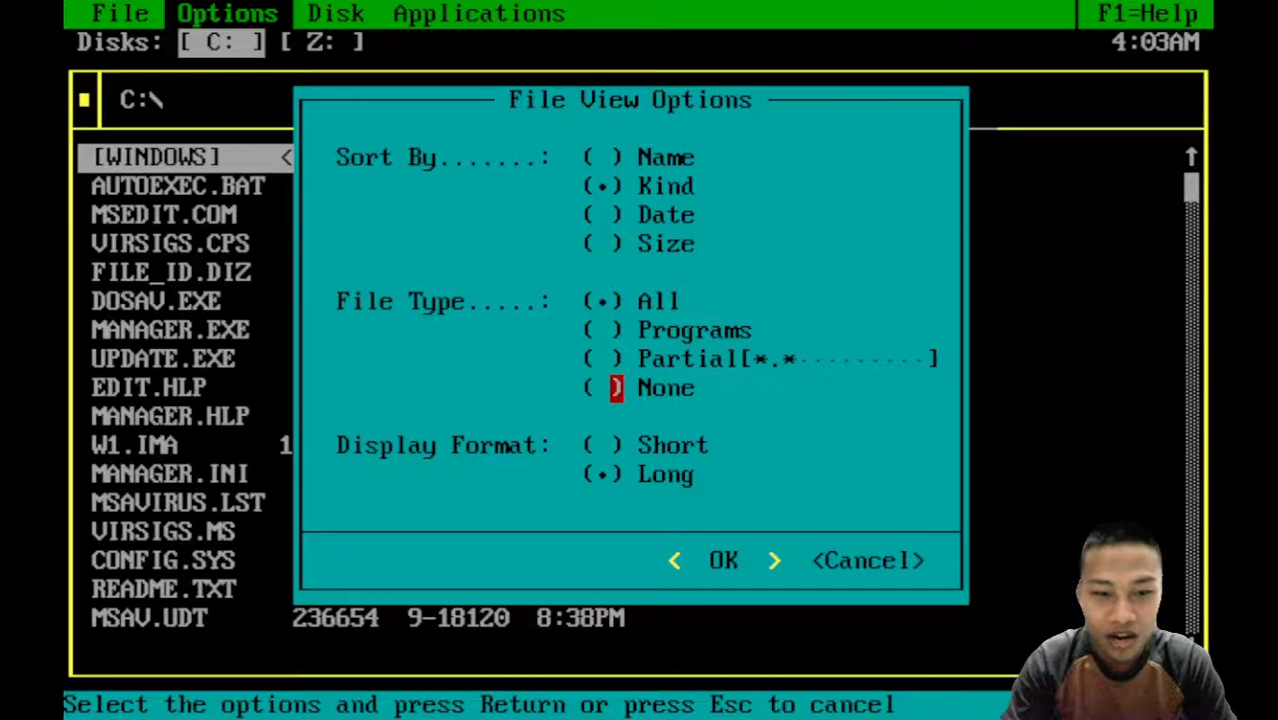 File Options Disk Applications F1=Help
Disks: [ C: ] [ Z: ] 4:03AM
C:\
File View Options
[WINDOWS] <
AUTOEXEC.BAT
MSEDIT.COM
VIRSIGS.CPS
FILE_ID.DIZ
DOSAV.EXE
MANAGER.EXE
UPDATE.EXE
EDIT.HLP
MANAGER.HLP
W1.IMA 1
MANAGER.INI
MSAVIRUS.LST
VIRSIGS.MS
CONFIG.SYS
README.TXT
MSAV.UDT 236654 9-18120 8:38PM
Sort By.......: ( ) Name
(•) Kind
( ) Date
( ) Size
File Type.....: (•) All
( ) Programs
( ) Partial[*.*·········]
( ) None
Display Format: ( ) Short
(•) Long
< OK > <Cancel>
Select the options and press Return or press Esc to cancel